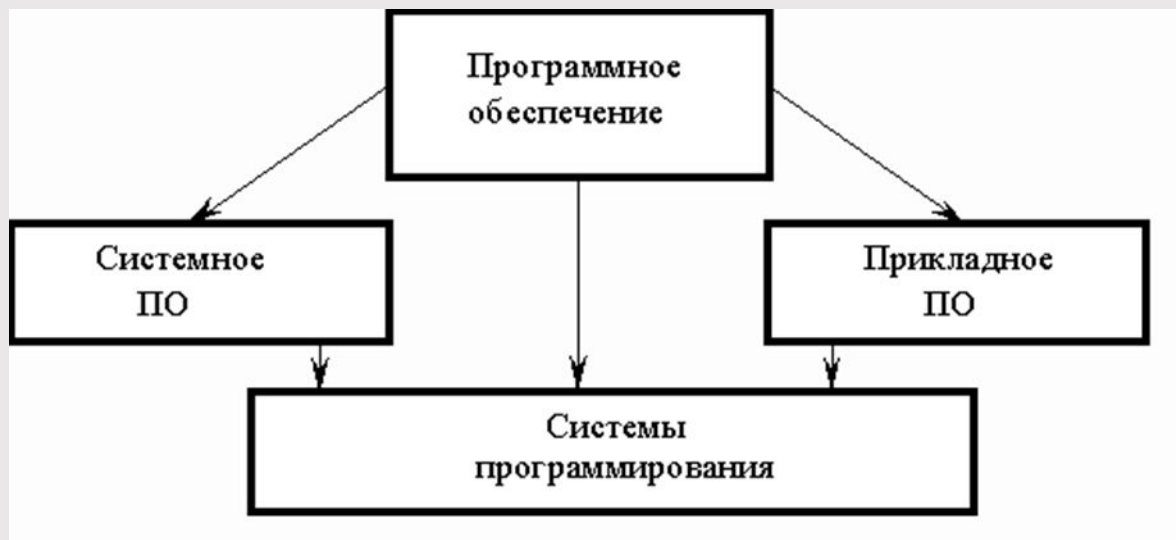 Программное
обеспечение
Системное
ПО
Прикладное
ПО
Системы
программирования